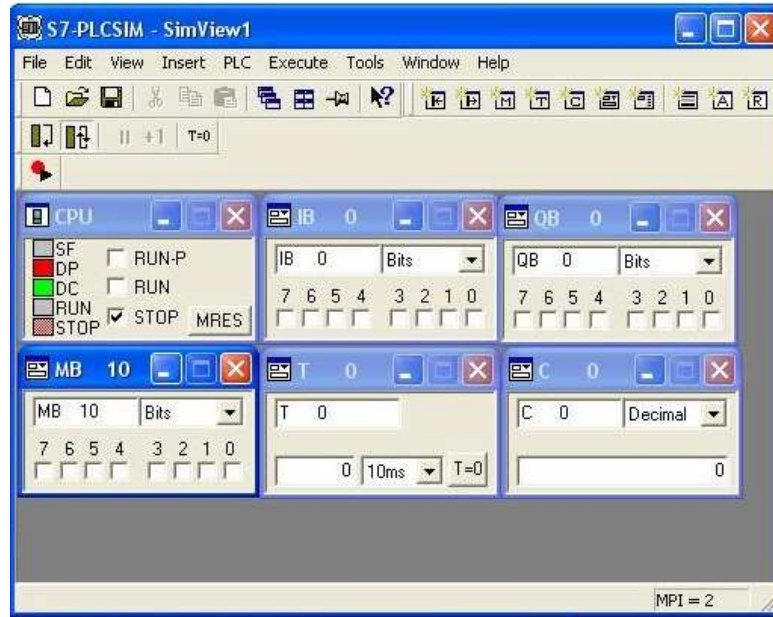 S7-PLCSIM - SimView1
File Edit View Insert PLC Execute Tools Window Help
+1 T=0
CPU
SF
DP
DC
RUN
STOP
RUN-P
RUN
STOP
MRES
IB 0
IB 0 Bits
7 6 5 4 3 2 1 0
QB 0
QB 0 Bits
7 6 5 4 3 2 1 0
MB 10
MB 10 Bits
7 6 5 4 3 2 1 0
T 0
T 0
0 10ms T=0
C 0
C 0 Decimal
0
MPI = 2